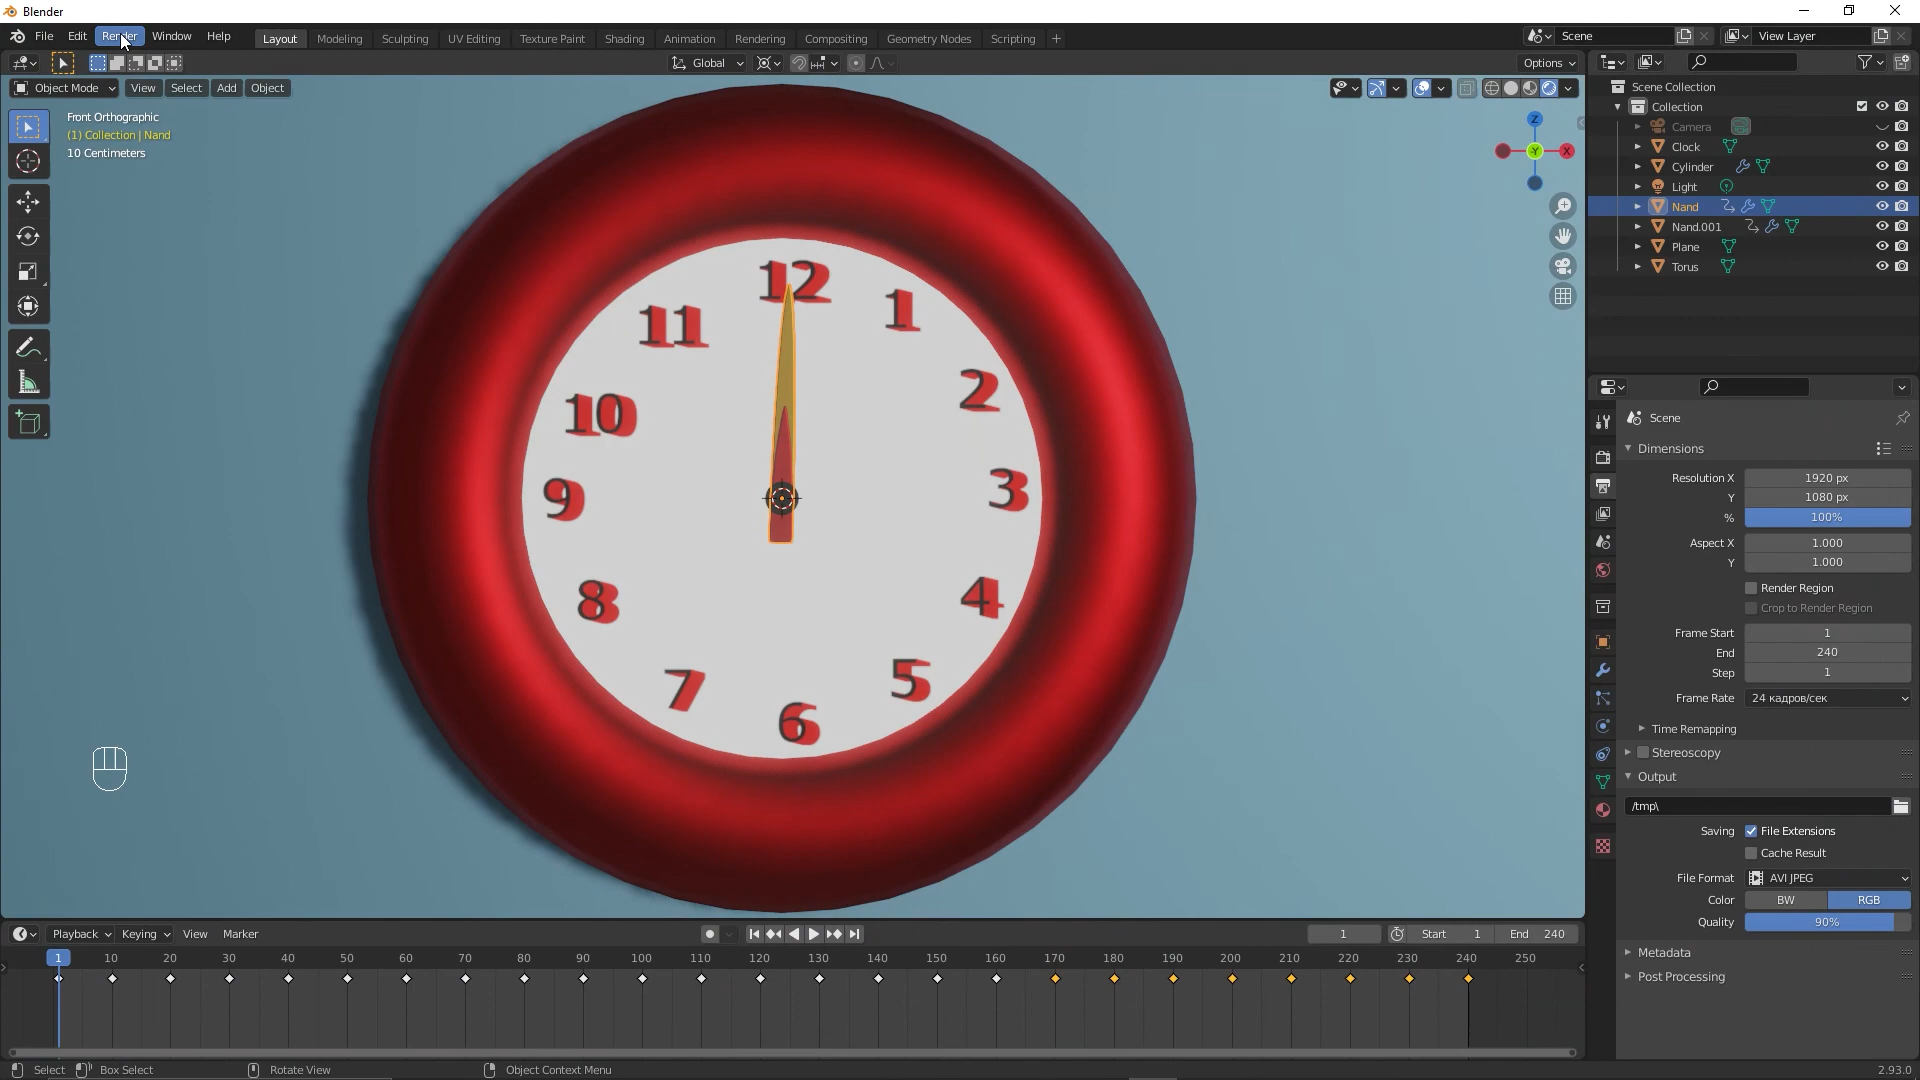 Blender
File Edit Render Window Help Layout Modeling Sculpting UV Editing Texture Paint Shading Animation Rendering Compositing Geometry Nodes Scripting + Scene View Layer
Global Options
Object Mode View Select Add Object
Front Orthographic
(1) Collection | Nand
10 Centimeters
Z
-Y X
12
1
2
3
4
5
6
7
8
9
10
11
Scene Collection
Collection
Camera
Clock
Cylinder
Light
Nand
Nand.001
Plane
Torus
Scene
Dimensions
Resolution X 1920 px
Y 1080 px
% 100%
Aspect X 1.000
Y 1.000
Render Region
Crop to Render Region
Frame Start 1
End 240
Step 1
Frame Rate 24 кадров/сек
Time Remapping
Stereoscopy
Output
/tmp\
Saving File Extensions
Cache Result
File Format AVI JPEG
Color BW RGB
Quality 90%
Metadata
Post Processing
Playback Keying View Marker 1 Start 1 End 240
1 10 20 30 40 50 60 70 80 90 100 110 120 130 140 150 160 170 180 190 200 210 220 230 240 250
Select Box Select Rotate View Object Context Menu 2.93.0